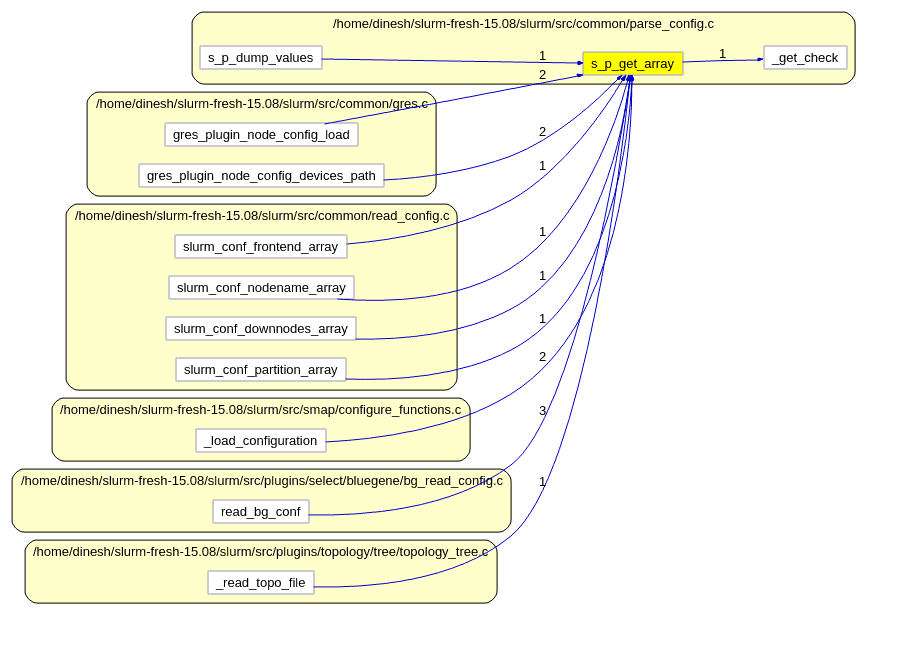 /home/dinesh/slurm-fresh-15.08/slurm/src/common/parse_config.c
s_p_dump_values
1
s_p_get_array
1
_get_check
2
/home/dinesh/slurm-fresh-15.08/slurm/src/common/gres.c
gres_plugin_node_config_load
2
gres_plugin_node_config_devices_path
1
/home/dinesh/slurm-fresh-15.08/slurm/src/common/read_config.c
slurm_conf_frontend_array
1
slurm_conf_nodename_array
1
slurm_conf_downnodes_array
1
slurm_conf_partition_array
2
/home/dinesh/slurm-fresh-15.08/slurm/src/smap/configure_functions.c
_load_configuration
3
/home/dinesh/slurm-fresh-15.08/slurm/src/plugins/select/bluegene/bg_read_config.c
read_bg_conf
1
/home/dinesh/slurm-fresh-15.08/slurm/src/plugins/topology/tree/topology_tree.c
_read_topo_file